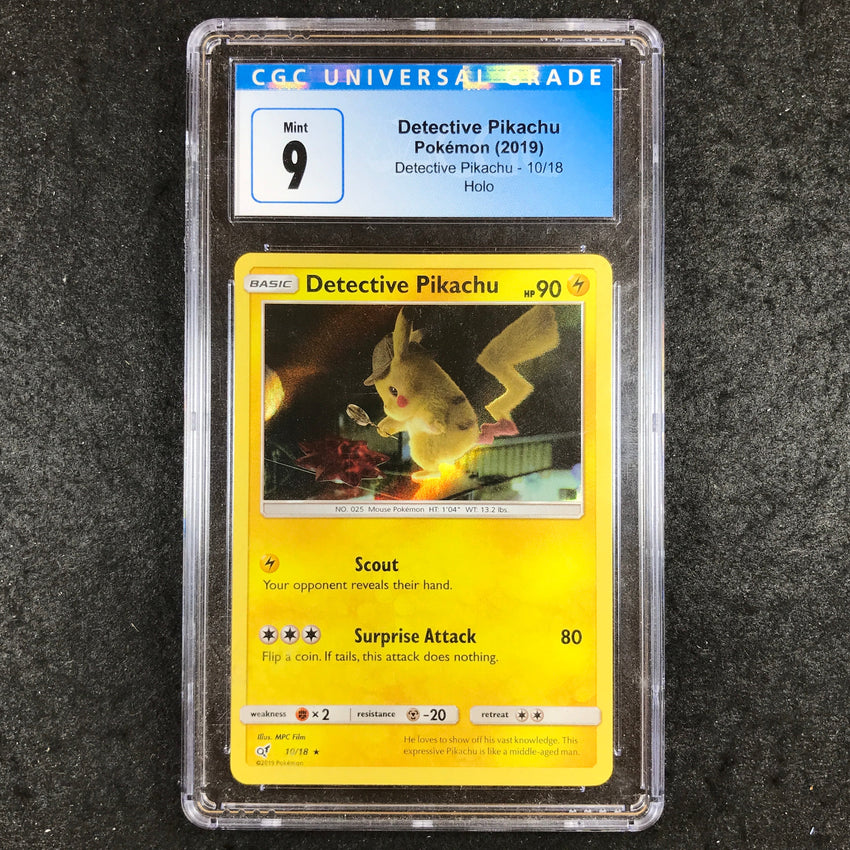 CGC UNIVERSAL GRADE
Mint
9
Detective Pikachu
Pokémon (2019)
Detective Pikachu - 10/18
Holo
BASIC
Detective Pikachu
HP 90
NO. 025 Mouse Pokémon HT: 1'04" WT: 13.2 lbs.
Scout
Your opponent reveals their hand.
Surprise Attack 80
Flip a coin. If tails, this attack does nothing.
weakness × 2 resistance -20 retreat
Illus. MPC Film
10/18 ★
©2019 Pokémon
He loves to show off his vast knowledge. This
expressive Pikachu is like a middle-aged man.